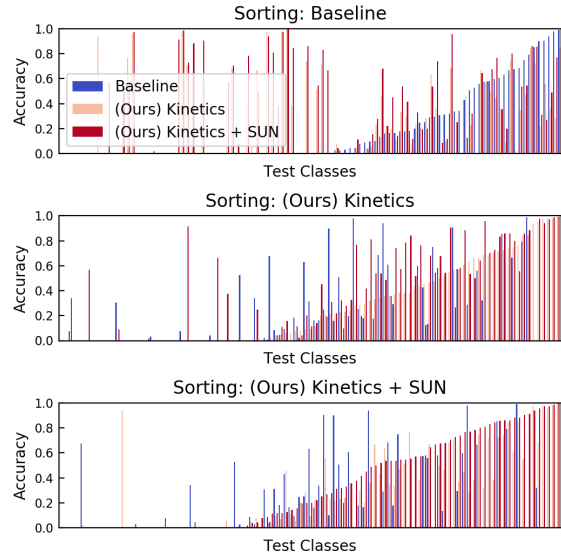 Sorting: Baseline
1.0
0.8
0.6
0.4
0.2
0.0
Accuracy
Baseline
(Ours) Kinetics
(Ours) Kinetics + SUN
Test Classes
Sorting: (Ours) Kinetics
1.0
0.8
0.6
0.4
0.2
0.0
Accuracy
Test Classes
Sorting: (Ours) Kinetics + SUN
1.0
0.8
0.6
0.4
0.2
0.0
Accuracy
Test Classes